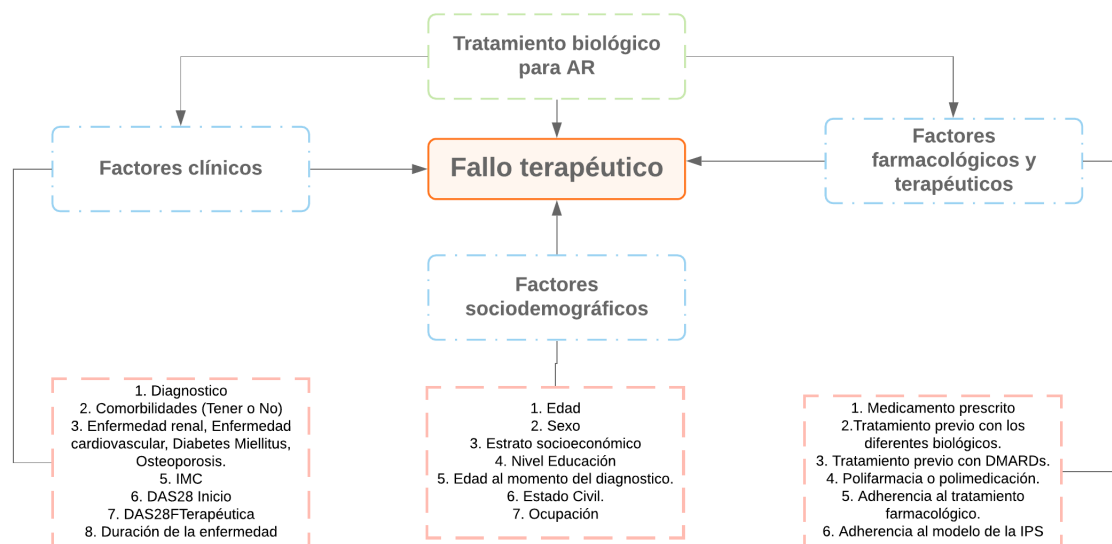 Tratamiento biológico
para AR
Factores clínicos
Fallo terapéutico
Factores
farmacológicos y
terapéuticos
Factores
sociodemográficos
1. Diagnostico
2. Comorbilidades (Tener o No)
3. Enfermedad renal, Enfermedad
cardiovascular, Diabetes Miellitus,
Osteoporosis.
5. IMC
6. DAS28 Inicio
7. DAS28FTerapéutica
8. Duración de la enfermedad
1. Edad
2. Sexo
3. Estrato socioeconómico
4. Nivel Educación
5. Edad al momento del diagnostico.
6. Estado Civil.
7. Ocupación
1. Medicamento prescrito
2.Tratamiento previo con los
diferentes biológicos.
3. Tratamiento previo con DMARDs.
4. Polifarmacia o polimedicación.
5. Adherencia al tratamiento
farmacológico.
6. Adherencia al modelo de la IPS